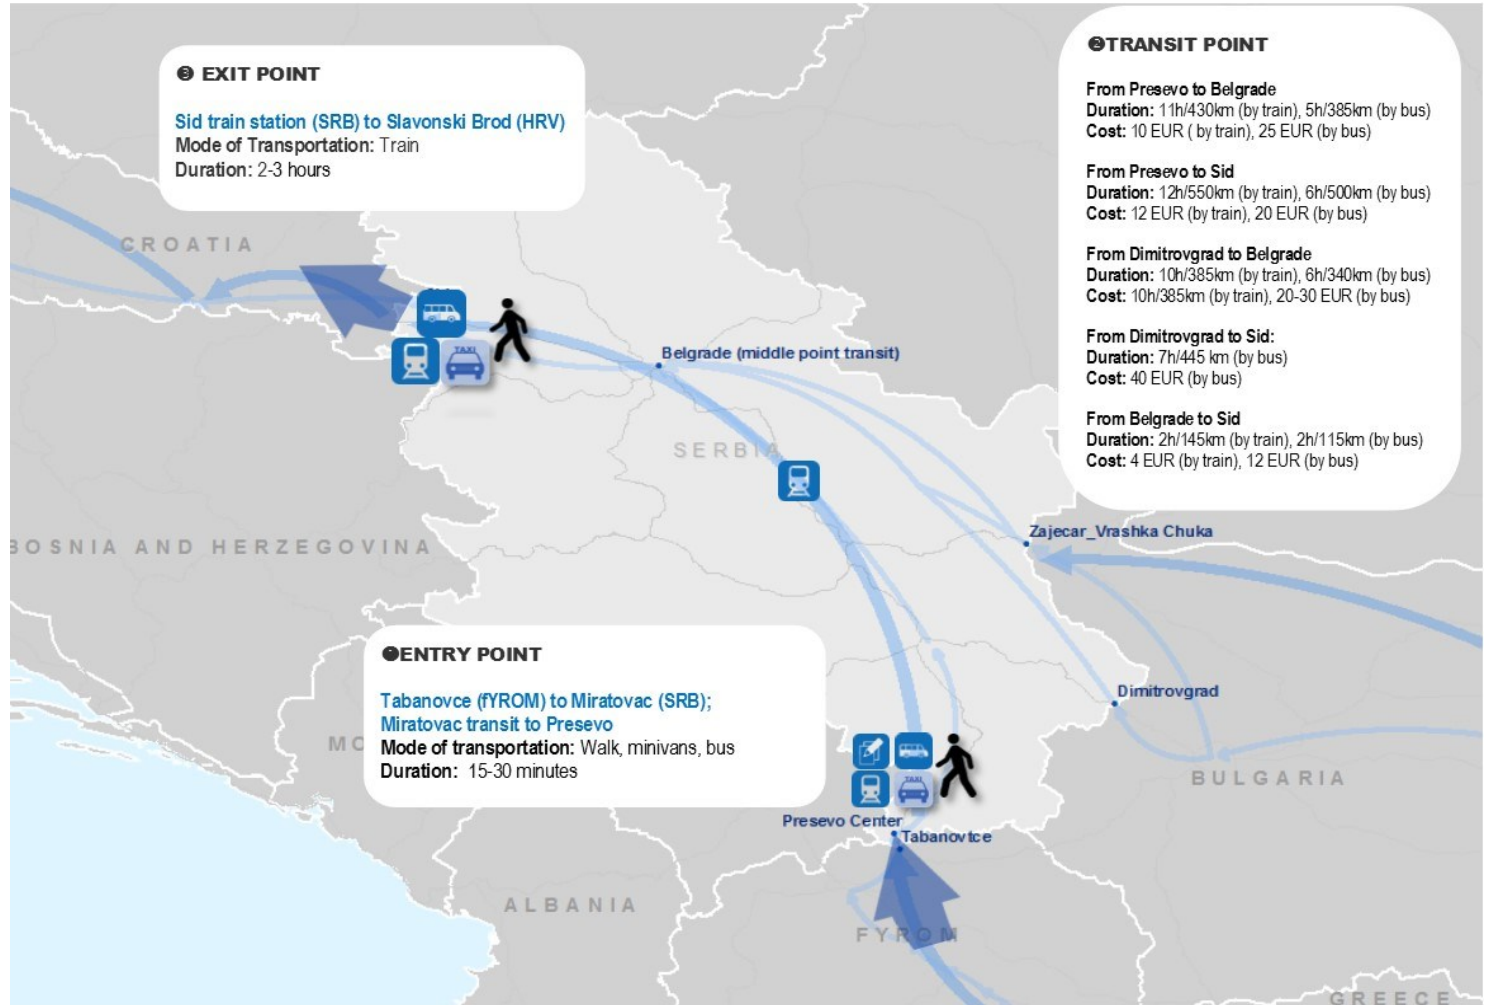 ❸ EXIT POINT
Sid train station (SRB) to Slavonski Brod (HRV)
Mode of Transportation: Train
Duration: 2-3 hours
❷TRANSIT POINT
From Presevo to Belgrade
Duration: 11h/430km (by train), 5h/385km (by bus)
Cost: 10 EUR ( by train), 25 EUR (by bus)
From Presevo to Sid
Duration: 12h/550km (by train), 6h/500km (by bus)
Cost: 12 EUR (by train), 20 EUR (by bus)
From Dimitrovgrad to Belgrade
Duration: 10h/385km (by train), 6h/340km (by bus)
Cost: 10h/385km (by train), 20-30 EUR (by bus)
From Dimitrovgrad to Sid:
Duration: 7h/445 km (by bus)
Cost: 40 EUR (by bus)
From Belgrade to Sid
Duration: 2h/145km (by train), 2h/115km (by bus)
Cost: 4 EUR (by train), 12 EUR (by bus)
CROATIA
TAXI
Belgrade (middle point transit)
SERBIA
Zajecar_Vrashka Chuka
BOSNIA AND HERZEGOVINA
❶ENTRY POINT
Tabanovce (fYROM) to Miratovac (SRB);
Miratovac transit to Presevo
Mode of transportation: Walk, minivans, bus
Duration: 15-30 minutes
MO
Dimitrovgrad
BULGARIA
TAXI
Presevo Center
Tabanovtce
ALBANIA
FYROM
GREECE